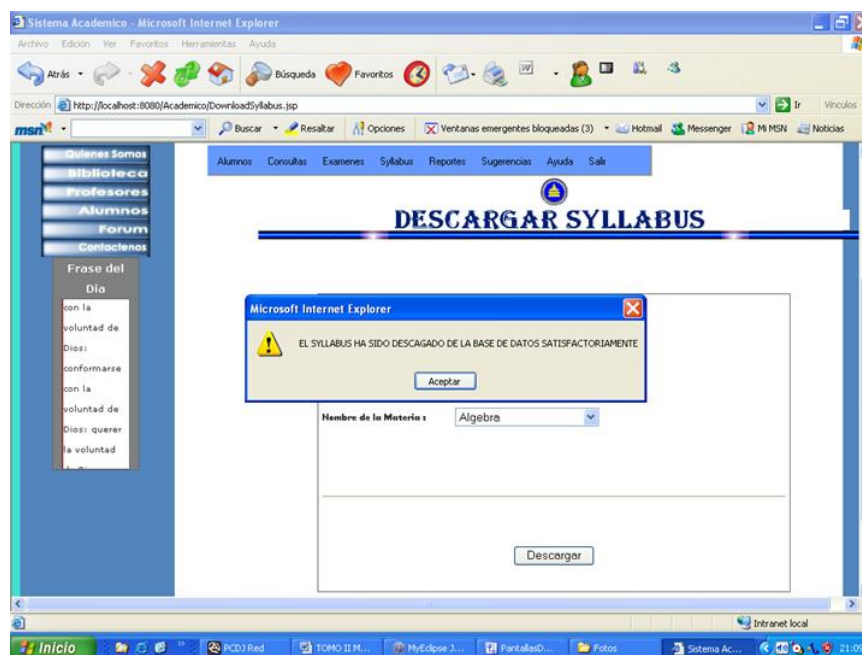 Sistema Academico - Microsoft Internet Explorer
Archivo Edición Ver Favoritos Herramientas Ayuda
Atrás Búsqueda Favoritos
Dirección http://localhost:8080/Academico/DownloadSyllabus.jsp Ir Vínculos
msn Buscar Resaltar Opciones Ventanas emergentes bloqueadas (3) Hotmail Messenger Mi MSN Noticias
Quienes Somos
Biblioteca
Profesores
Alumnos
Forum
Contactenos
Alumnos Consultas Examenes Syllabus Reportes Sugerencias Ayuda Salir
DESCARGAR SYLLABUS
Frase del
Dia
con la
voluntad de
Dios:
conformarse
con la
voluntad de
Dios: querer
la voluntad
Microsoft Internet Explorer
EL SYLLABUS HA SIDO DESCAGADO DE LA BASE DE DATOS SATISFACTORIAMENTE
Aceptar
Nombre de la Materia : Algebra
Descargar
Intranet local
Inicio PCDJ Red TOMO II M... MyEclipse J... PantallasD... Fotos Sistema Ac...